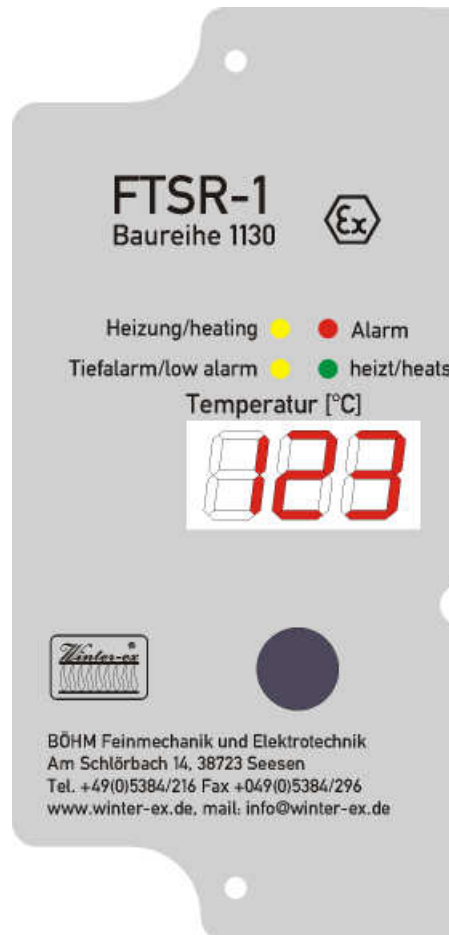 FTSR-1
Baureihe 1130
Ex
Heizung/heating
Alarm
Tiefalarm/low alarm
heizt/heats
Temperatur [°C]
123
Winter-ex ®
BÖHM Feinmechanik und Elektrotechnik
Am Schlörbach 14, 38723 Seesen
Tel. +49(0)5384/216 Fax +049(0)5384/296
www.winter-ex.de, mail: info@winter-ex.de